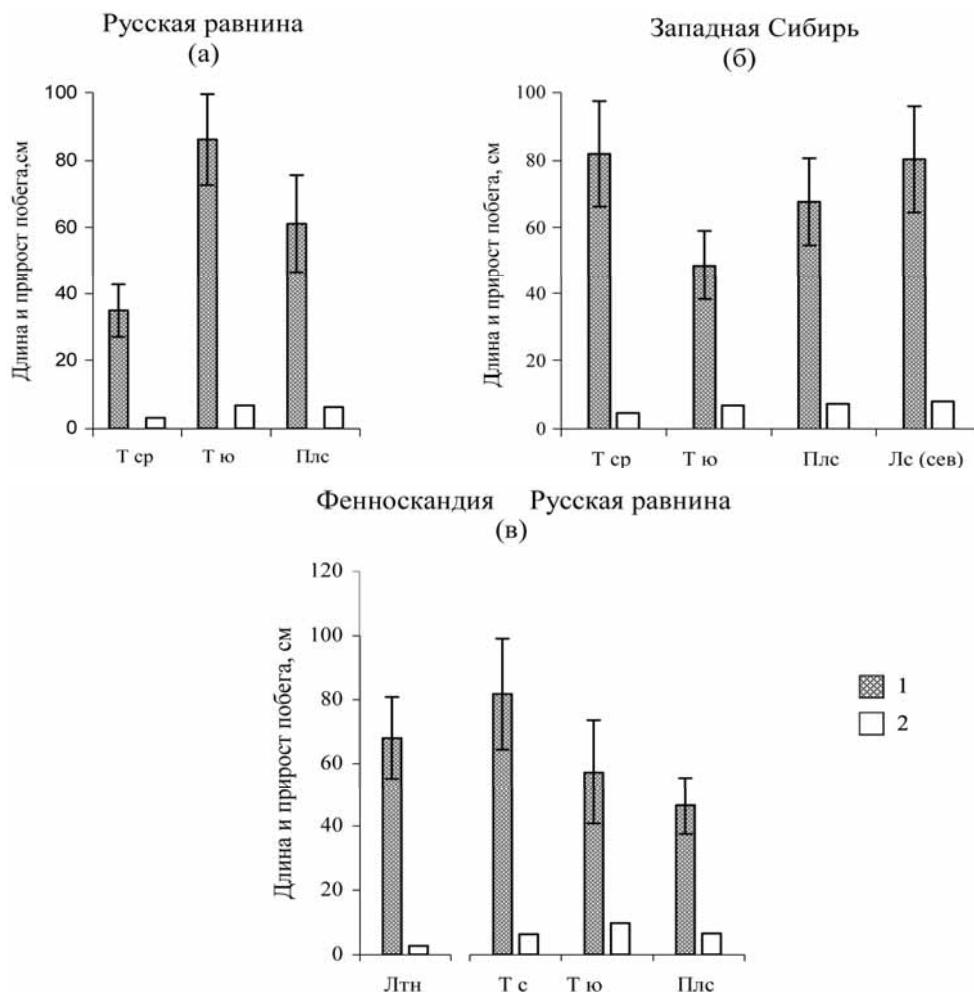 Русская равнина
(а)
Длина и прирост побега,см
100
80
60
40
20
0
Т ср Т ю Плс
Западная Сибирь
(б)
Длина и прирост побега, см
100
80
60
40
20
0
Т ср Т ю Плс Лс (сев)
Фенноскандия Русская равнина
(в)
Длина и прирост побега, см
120
100
80
60
40
20
0
Лтн Т с Т ю Плс
1
2